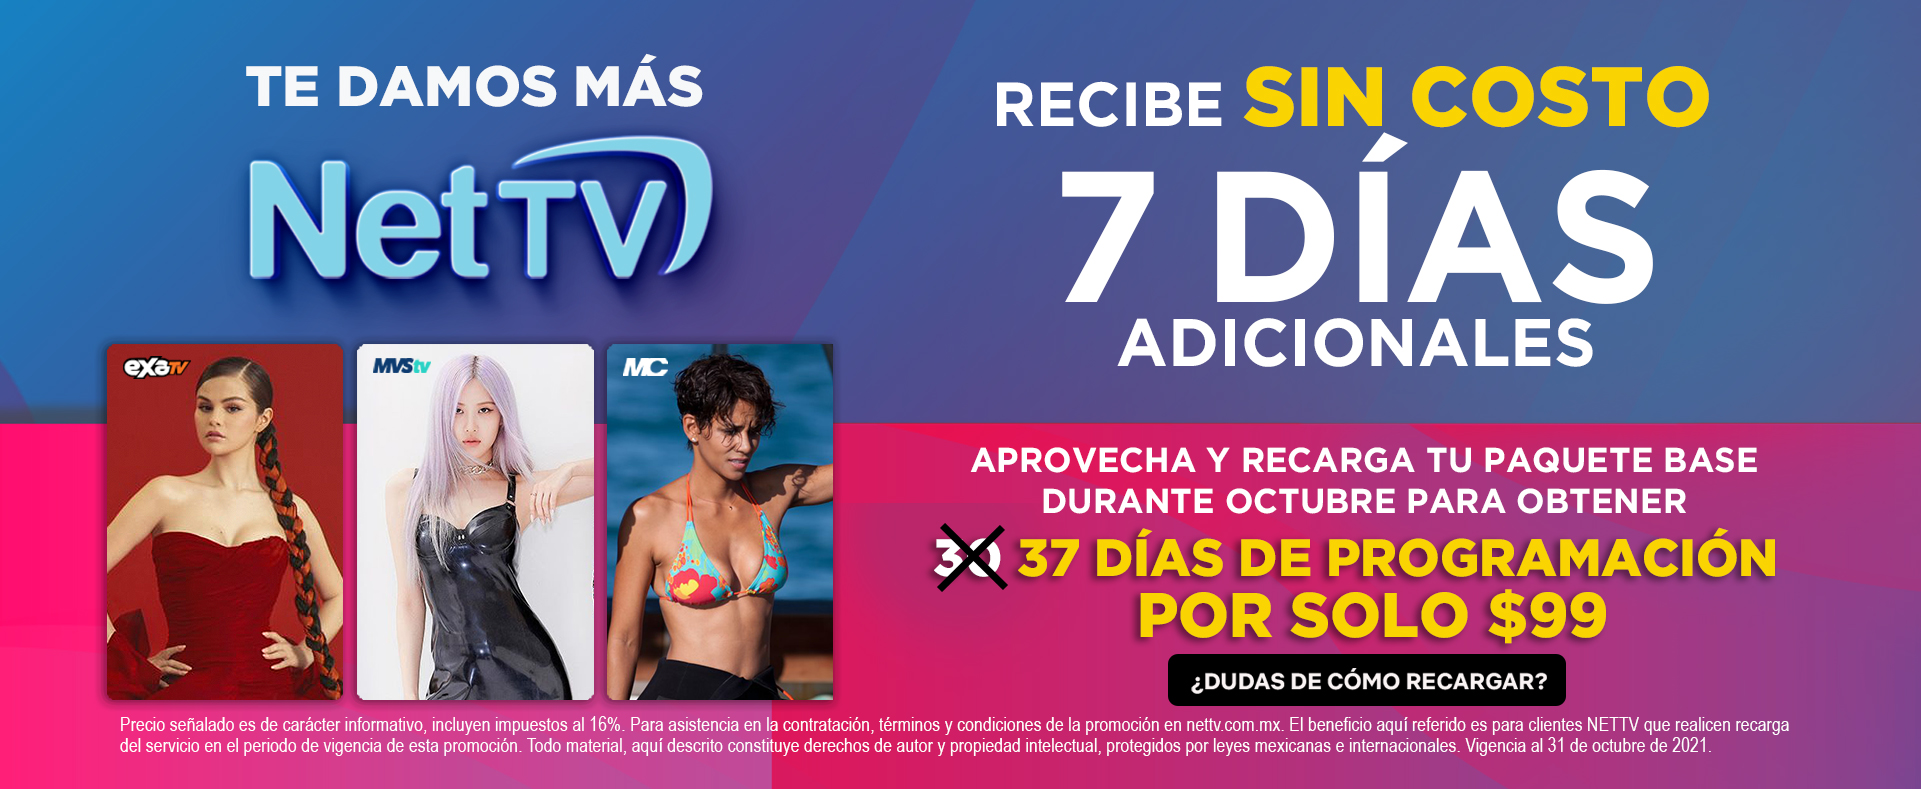 TE DAMOS MÁS
NetTV
exaTV
MVStv
MC
RECIBE SIN COSTO
7 DÍAS
ADICIONALES
APROVECHA Y RECARGA TU PAQUETE BASE
DURANTE OCTUBRE PARA OBTENER
30 37 DÍAS DE PROGRAMACIÓN
POR SOLO $99
¿DUDAS DE CÓMO RECARGAR?
Precio señalado es de carácter informativo, incluyen impuestos al 16%. Para asistencia en la contratación, términos y condiciones de la promoción en nettv.com.mx. El beneficio aquí referido es para clientes NETTV que realicen recarga
del servicio en el periodo de vigencia de esta promoción. Todo material, aquí descrito constituye derechos de autor y propiedad intelectual, protegidos por leyes mexicanas e internacionales. Vigencia al 31 de octubre de 2021.